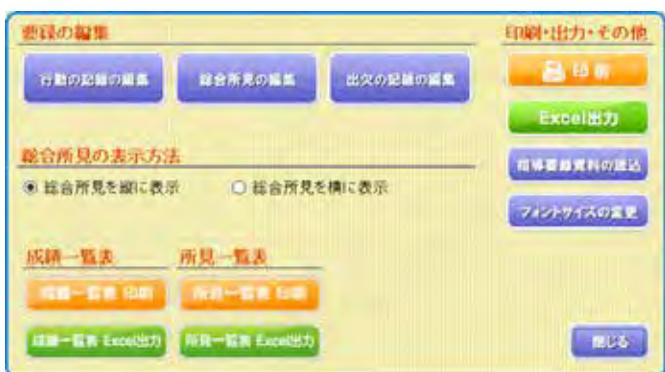 要録の編集
行動の記録の編集
総合所見の編集
出欠の記録の編集
総合所見の表示方法
総合所見を縦に表示
総合所見を横に表示
成績一覧表
成績一覧表 印刷
成績一覧表 Excel出力
所見一覧表
所見一覧表 印刷
所見一覧表 Excel出力
印刷・出力・その他
印刷
Excel出力
指導要録資料の読込
フォントサイズの変更
閉じる